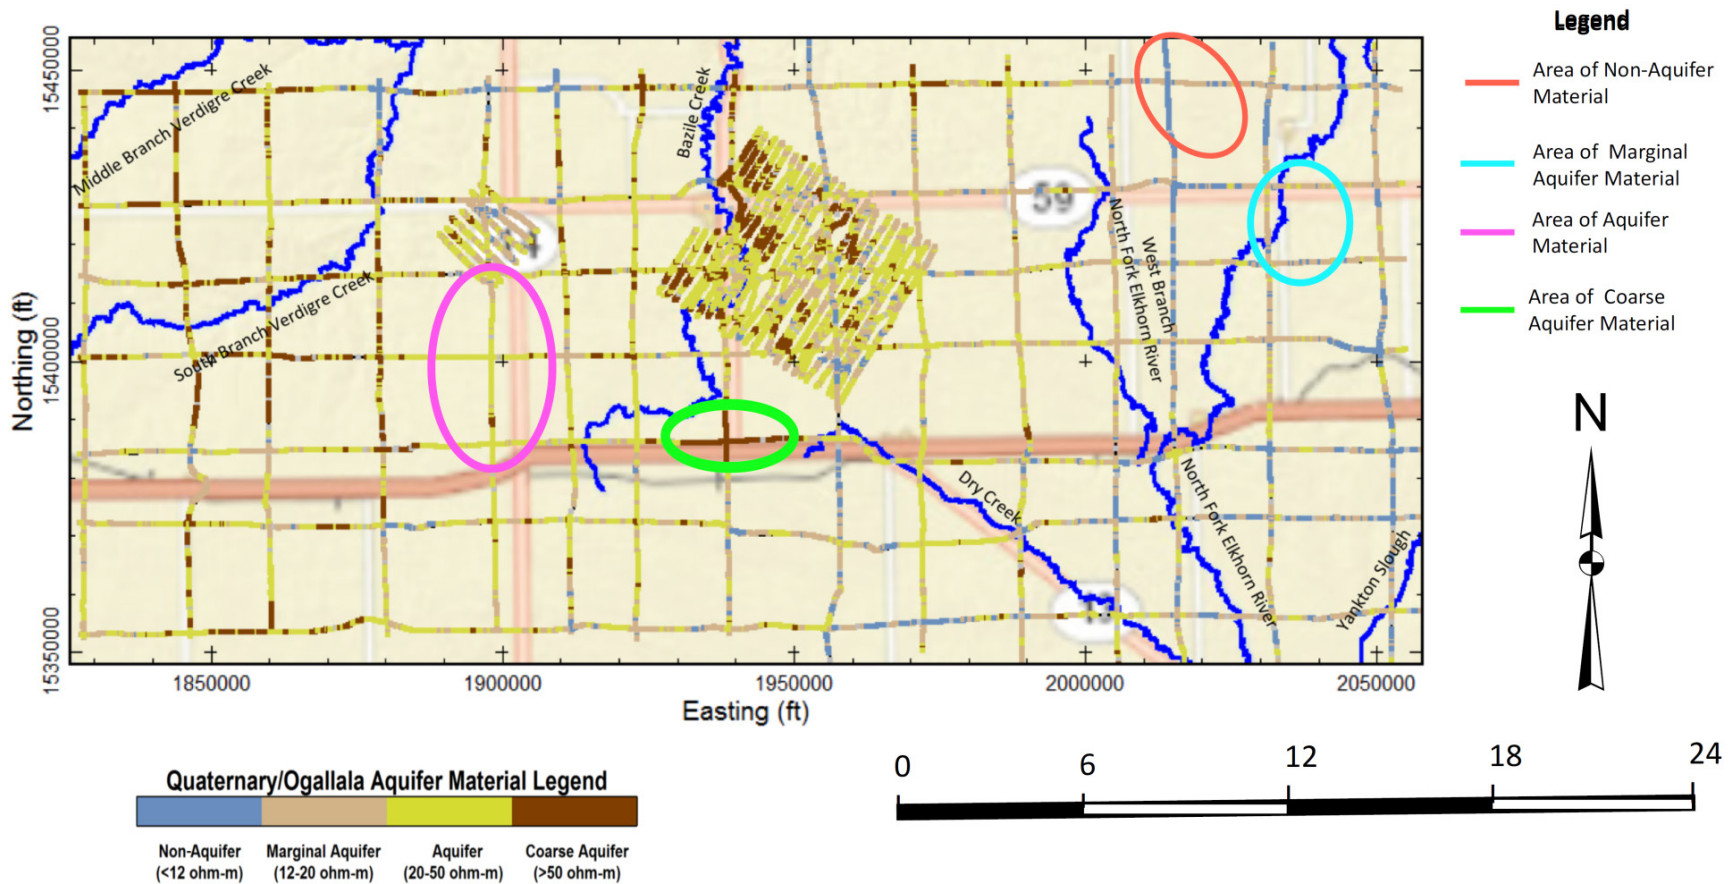 Legend
Area of Non-Aquifer
Material
Area of Marginal
Aquifer Material
Area of Aquifer
Material
Area of Coarse
Aquifer Material
N
1545000
1540000
1535000
Northing (ft)
Middle Branch Verdigre Creek
South Branch Verdigre Creek
Bazile Creek
59
North Fork Elkhorn River
West Branch
Dry Creek
North Fork Elkhorn River
Yankton Slough
13
1850000
1900000
1950000
2000000
2050000
Easting (ft)
0
6
12
18
24
Quaternary/Ogallala Aquifer Material Legend
Non-Aquifer
(<12 ohm-m)
Marginal Aquifer
(12-20 ohm-m)
Aquifer
(20-50 ohm-m)
Coarse Aquifer
(>50 ohm-m)